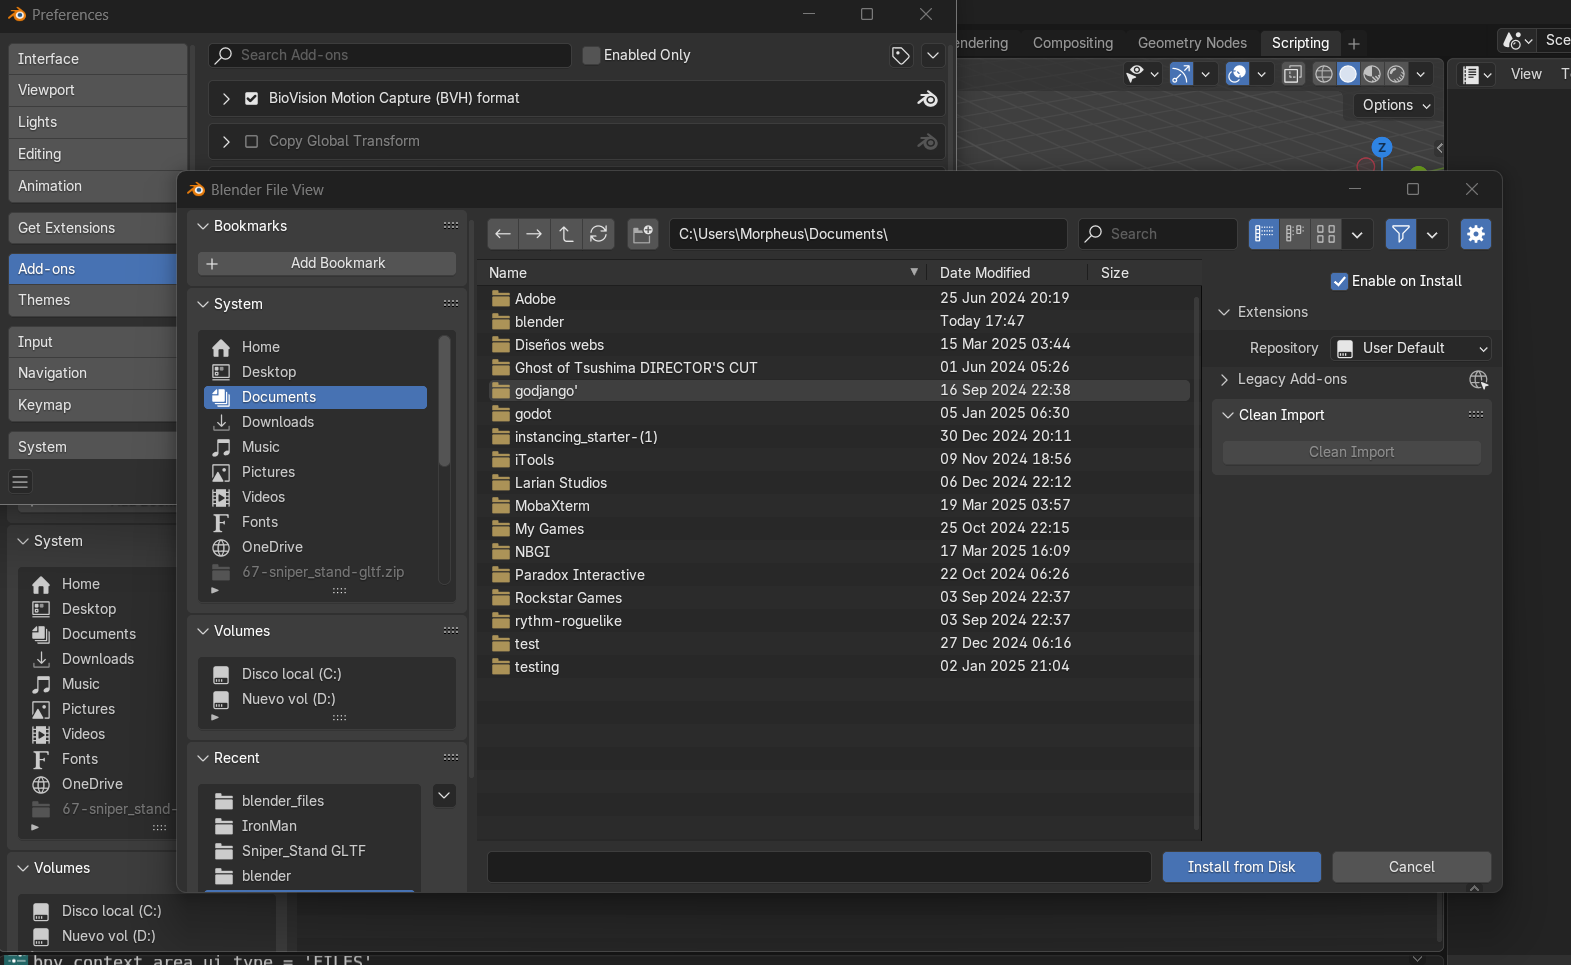 Preferences
Interface
Viewport
Lights
Editing
Animation
Get Extensions
Add-ons
Themes
Input
Navigation
Keymap
System
Search Add-ons
Enabled Only
BioVision Motion Capture (BVH) format
Copy Global Transform
Compositing
Geometry Nodes
Scripting
Options
Z
View
Blender File View
Bookmarks
Add Bookmark
System
Home
Desktop
Documents
Downloads
Music
Pictures
Videos
Fonts
OneDrive
67-sniper_stand-gltf.zip
Volumes
Disco local (C:)
Nuevo vol (D:)
Recent
blender_files
IronMan
Sniper_Stand GLTF
blender
C:\Users\Morpheus\Documents\
Search
Name Date Modified Size
Adobe 25 Jun 2024 20:19
blender Today 17:47
Diseños webs 15 Mar 2025 03:44
Ghost of Tsushima DIRECTOR'S CUT 01 Jun 2024 05:26
godjango' 16 Sep 2024 22:38
godot 05 Jan 2025 06:30
instancing_starter-(1) 30 Dec 2024 20:11
iTools 09 Nov 2024 18:56
Larian Studios 06 Dec 2024 22:12
MobaXterm 19 Mar 2025 03:57
My Games 25 Oct 2024 22:15
NBGI 17 Mar 2025 16:09
Paradox Interactive 22 Oct 2024 06:26
Rockstar Games 03 Sep 2024 22:37
rythm-roguelike 03 Sep 2024 22:37
test 27 Dec 2024 06:16
testing 02 Jan 2025 21:04
Enable on Install
Extensions
Repository User Default
Legacy Add-ons
Clean Import
Clean Import
Install from Disk
Cancel
System
Home
Desktop
Documents
Downloads
Music
Pictures
Videos
Fonts
OneDrive
67-sniper_stand-
Volumes
Disco local (C:)
Nuevo vol (D:)
bpy.context.area.ui_type = 'FILES'